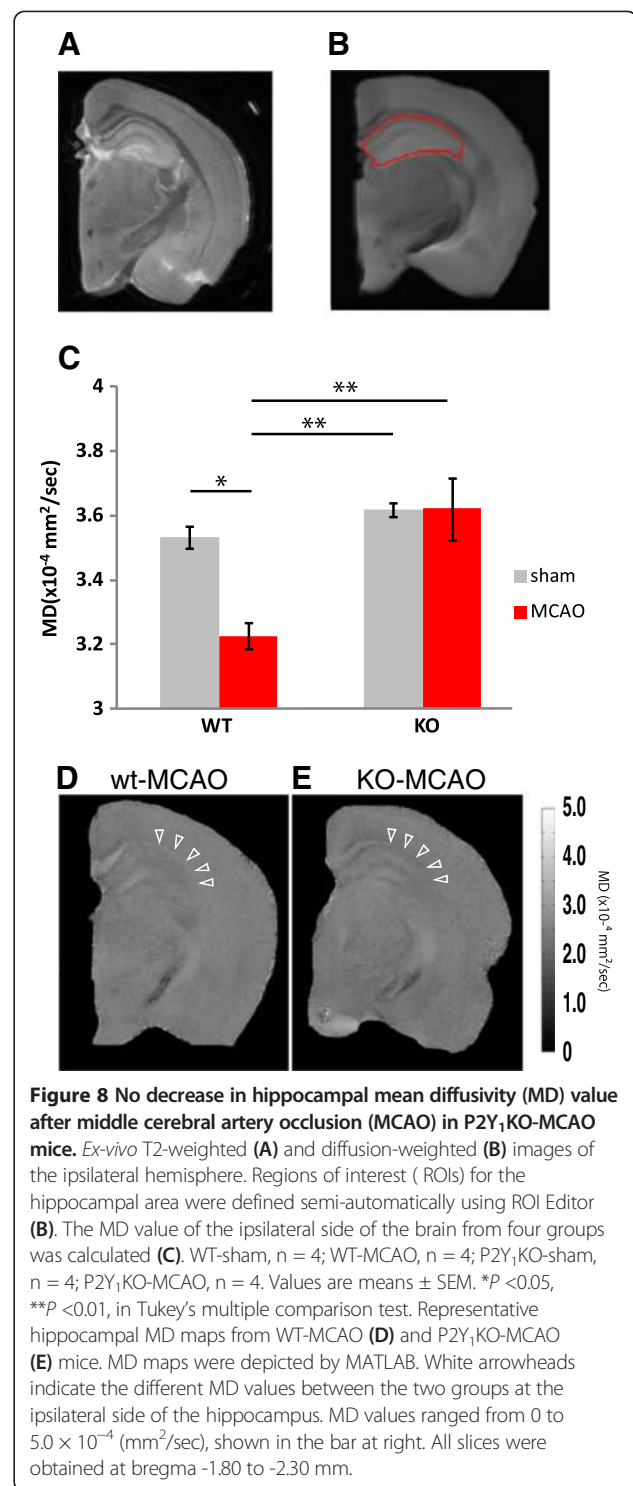 A
B
C
4
3.8
3.6
3.4
3.2
3
MD(x10-4 mm2/sec)
**
**
*
sham
MCAO
WT
KO
D wt-MCAO
E KO-MCAO
5.0
4.0
3.0
2.0
1.0
0
MD (x10-4 mm2/sec)
Figure 8 No decrease in hippocampal mean diffusivity (MD) value
after middle cerebral artery occlusion (MCAO) in P2Y₁KO-MCAO
mice. Ex-vivo T2-weighted (A) and diffusion-weighted (B) images of
the ipsilateral hemisphere. Regions of interest ( ROIs) for the
hippocampal area were defined semi-automatically using ROI Editor
(B). The MD value of the ipsilateral side of the brain from four groups
was calculated (C). WT-sham, n = 4; WT-MCAO, n = 4; P2Y₁KO-sham,
n = 4; P2Y₁KO-MCAO, n = 4. Values are means ± SEM. *P <0.05,
**P <0.01, in Tukey's multiple comparison test. Representative
hippocampal MD maps from WT-MCAO (D) and P2Y₁KO-MCAO
(E) mice. MD maps were depicted by MATLAB. White arrowheads
indicate the different MD values between the two groups at the
ipsilateral side of the hippocampus. MD values ranged from 0 to
5.0 × 10⁻⁴ (mm²/sec), shown in the bar at right. All slices were
obtained at bregma -1.80 to -2.30 mm.